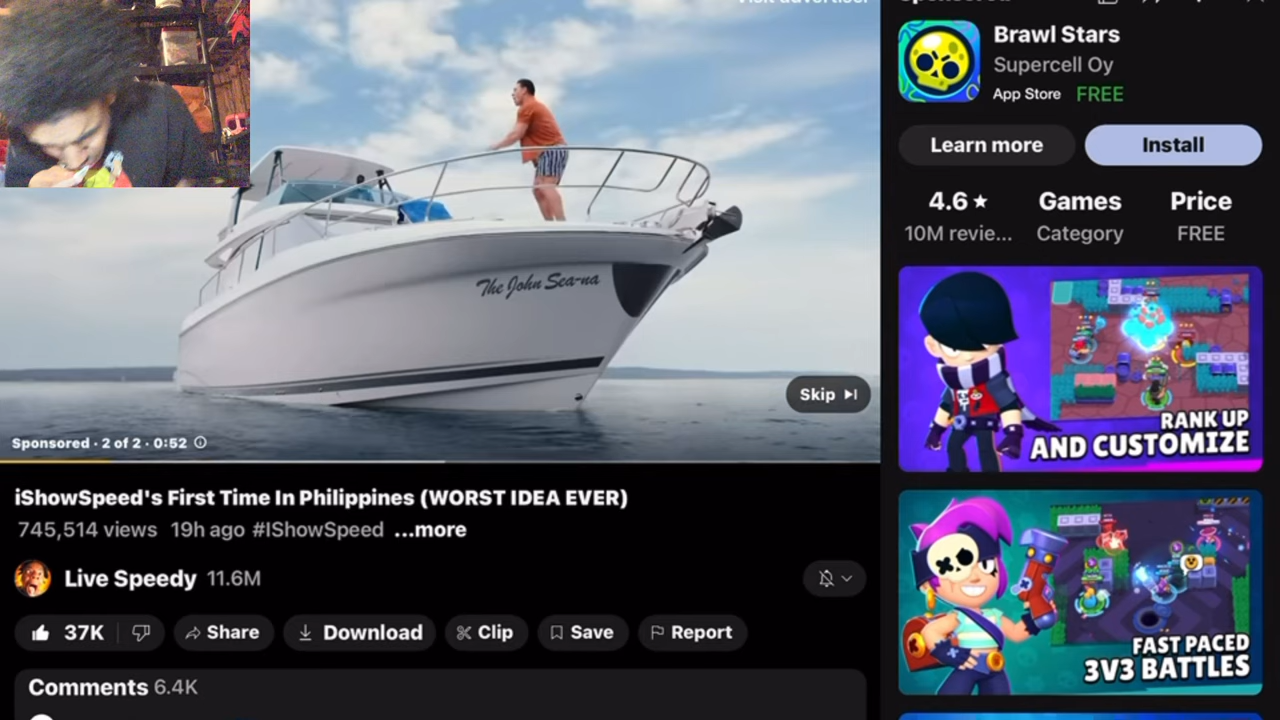 Visit advertiser
Sponsored
Brawl Stars
Supercell Oy
App Store FREE
Learn more
Install
4.6★ Games Price
10M revie... Category FREE
The John Sea-na
RANK UP
AND CUSTOMIZE
Skip
Sponsored · 2 of 2 · 0:52
iShowSpeed's First Time In Philippines (WORST IDEA EVER)
745,514 views 19h ago #IShowSpeed ...more
Live Speedy 11.6M
37K Share Download Clip Save Report
FAST PACED
3V3 BATTLES
Comments 6.4K